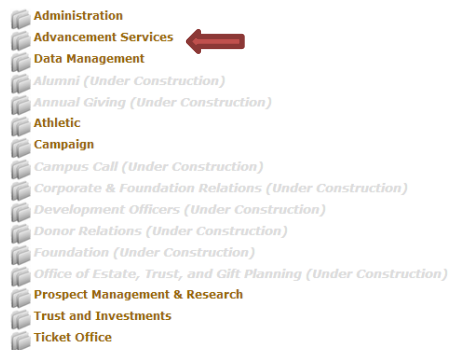 Administration
Advancement Services
Data Management
Alumni (Under Construction)
Annual Giving (Under Construction)
Athletic
Campaign
Campus Call (Under Construction)
Corporate & Foundation Relations (Under Construction)
Development Officers (Under Construction)
Donor Relations (Under Construction)
Foundation (Under Construction)
Office of Estate, Trust, and Gift Planning (Under Construction)
Prospect Management & Research
Trust and Investments
Ticket Office